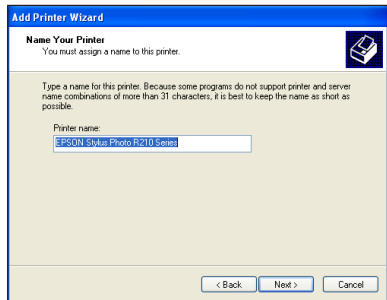 Add Printer Wizard
Name Your Printer
You must assign a name to this printer.
Type a name for this printer. Because some programs do not support printer and server
name combinations of more than 31 characters, it is best to keep the name as short as
possible.
Printer name:
EPSON Stylus Photo R210 Series
< Back Next > Cancel